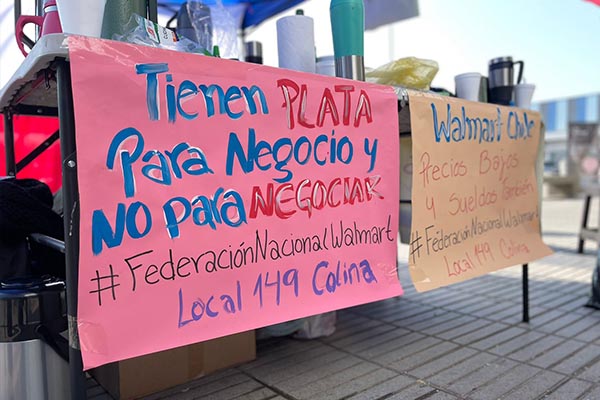 Tienen PLATA
Para Negocio y
No para NEGOCIAR
#FederaciónNacionalWalmart
Local 149 Colina
Walmart Chile
Precios Bajos
y Sueldos También
#FederaciónNacionalWalmart
Local 149 Colina